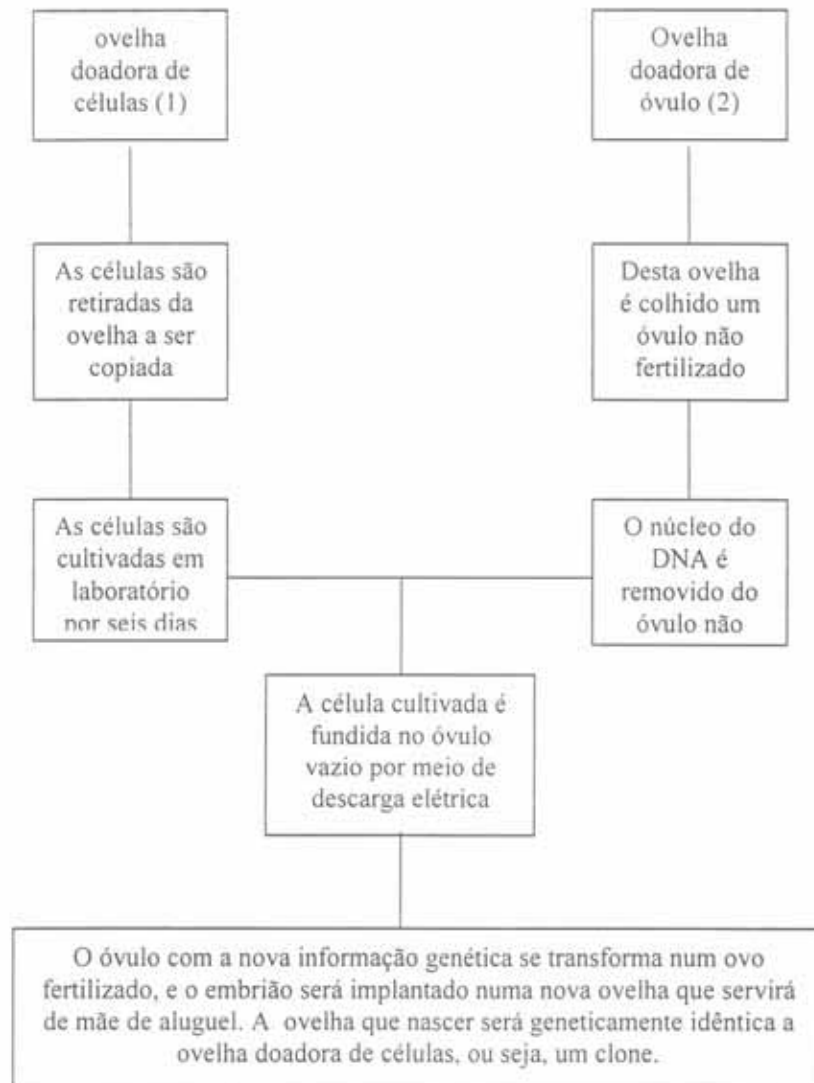 ovelha
doadora de
células (1)
Ovelha
doadora de
óvulo (2)
As células são
retiradas da
ovelha a ser
copiada
Desta ovelha
é colhido um
óvulo não
fertilizado
As células são
cultivadas em
laboratório
por seis dias
O núcleo do
DNA é
removido do
óvulo não
A célula cultivada é
fundida no óvulo
vazio por meio de
descarga elétrica
O óvulo com a nova informação genética se transforma num ovo
fertilizado, e o embrião será implantado numa nova ovelha que servirá
de mãe de aluguel. A ovelha que nascer será geneticamente idêntica a
ovelha doadora de células, ou seja, um clone.